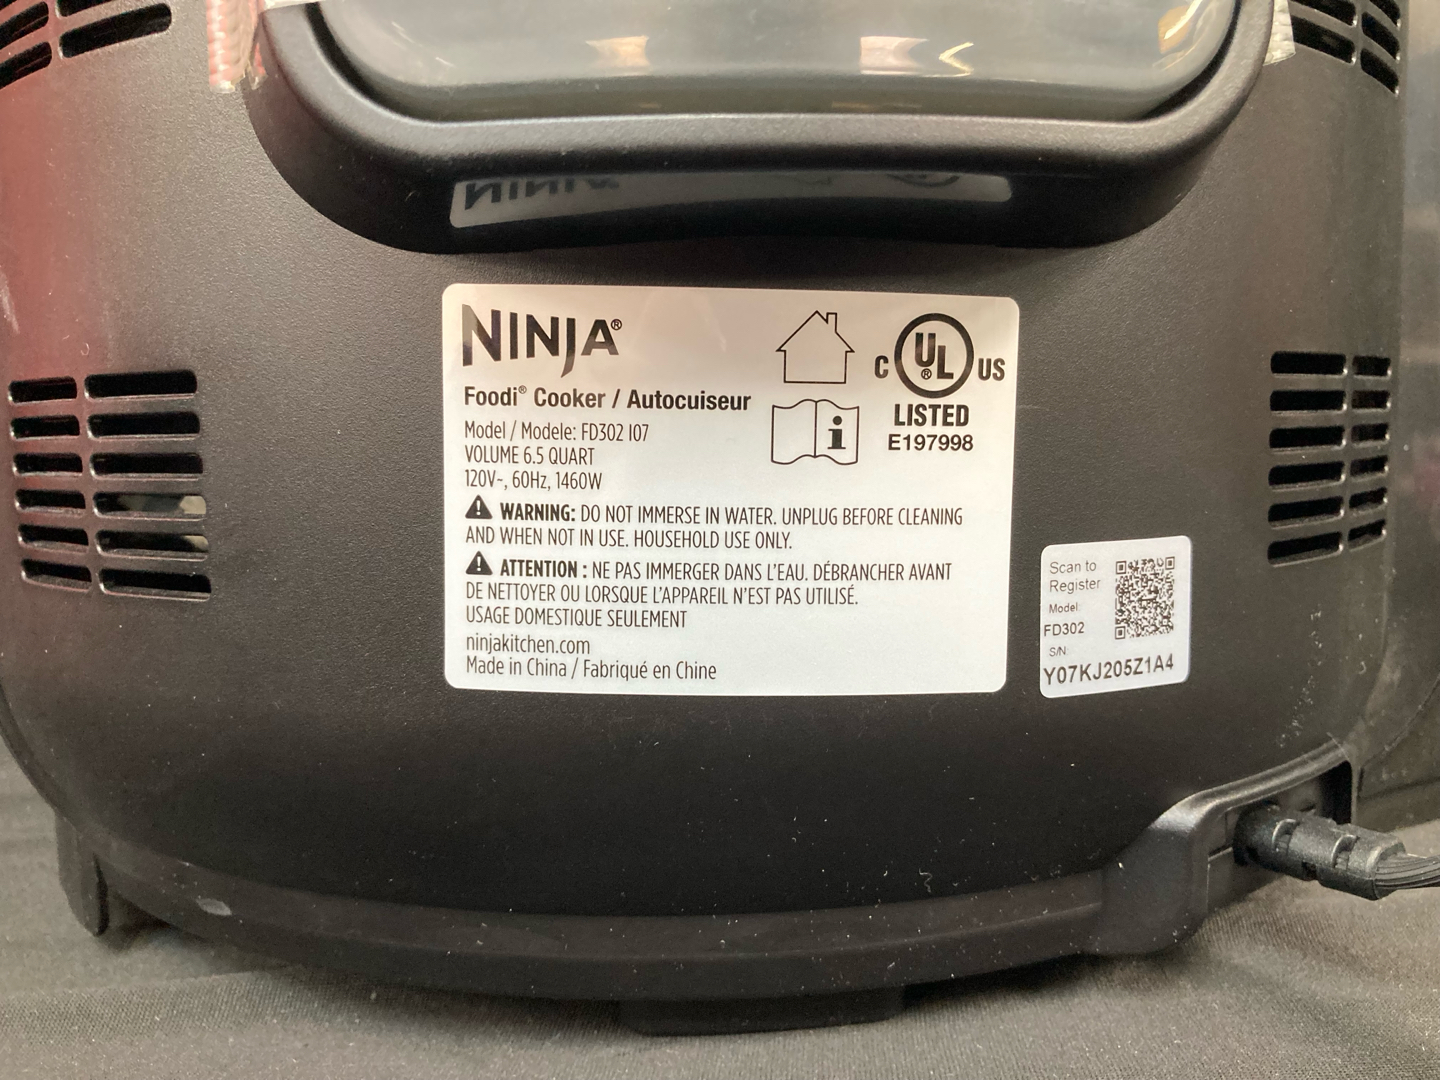 NINJA
NINJA®
Foodi® Cooker / Autocuiseur
Model / Modele: FD302 I07
VOLUME 6.5 QUART
120V~, 60Hz, 1460W
WARNING: DO NOT IMMERSE IN WATER. UNPLUG BEFORE CLEANING
AND WHEN NOT IN USE. HOUSEHOLD USE ONLY.
ATTENTION : NE PAS IMMERGER DANS L'EAU. DÉBRANCHER AVANT
DE NETTOYER OU LORSQUE L'APPAREIL N'EST PAS UTILISÉ.
USAGE DOMESTIQUE SEULEMENT
ninjakitchen.com
Made in China / Fabriqué en Chine
i
C UL® US
LISTED
E197998
Scan to
Register
Model:
FD302
S/N:
Y07KJ205Z1A4